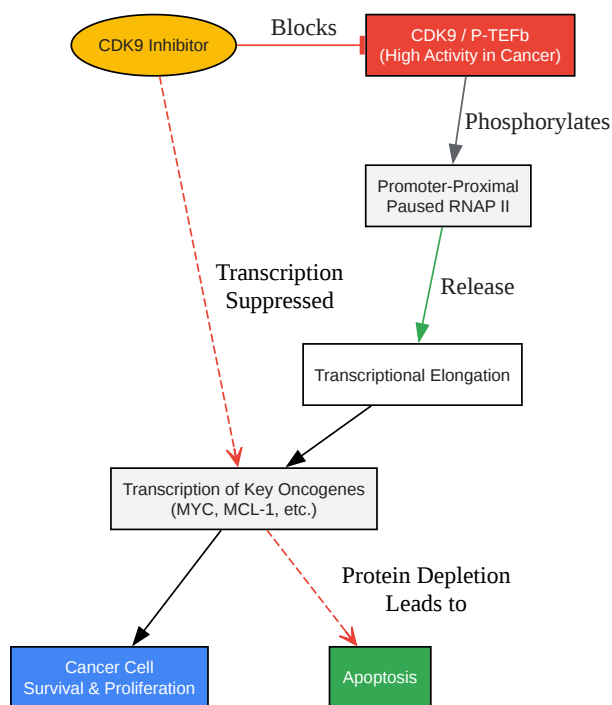 CDK9 Inhibitor
Blocks
CDK9 / P-TEFb
(High Activity in Cancer)
Phosphorylates
Promoter-Proximal
Paused RNAP II
Transcription
Suppressed
Release
Transcriptional Elongation
Transcription of Key Oncogenes
(MYC, MCL-1, etc.)
Protein Depletion
Leads to
Cancer Cell
Survival & Proliferation
Apoptosis